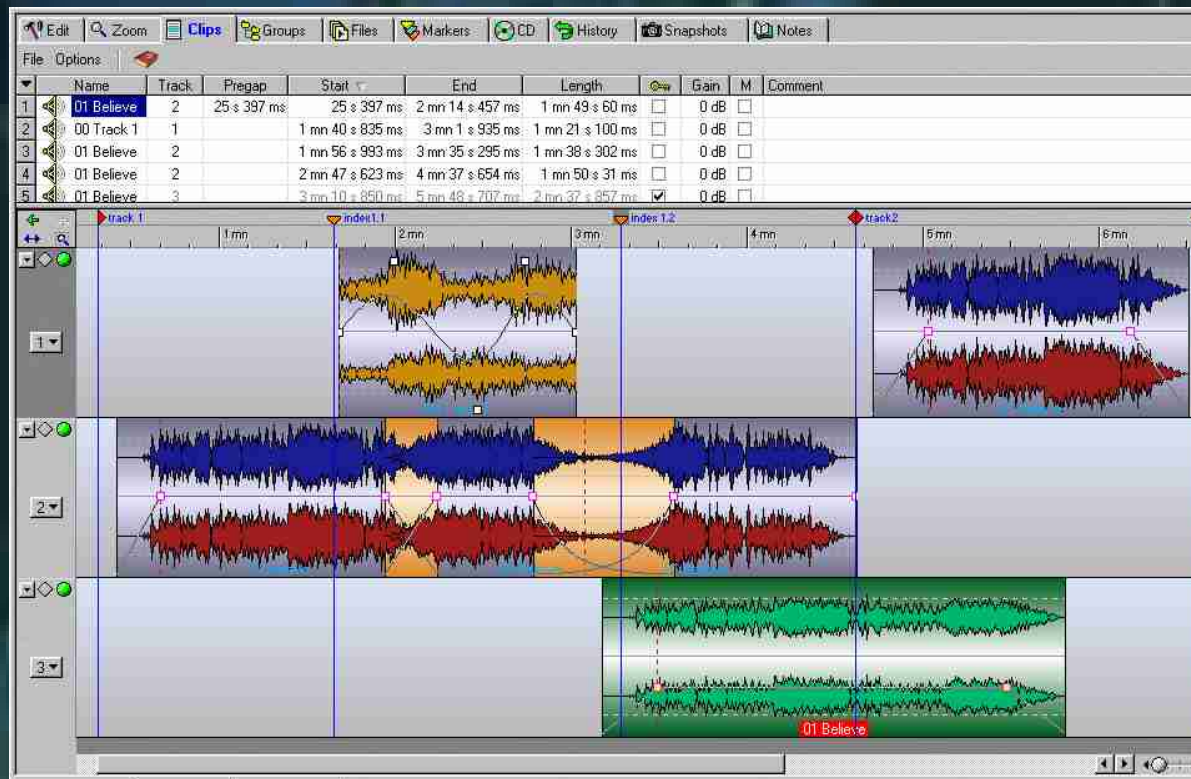 Edit Zoom Clips Groups Files Markers CD History Snapshots Notes
File Options
Name Track Pregap Start End Length Gain M Comment
1 01 Believe 2 25 s 397 ms 25 s 397 ms 2 mn 14 s 457 ms 1 mn 49 s 60 ms 0 dB
2 00 Track 1 1 1 mn 40 s 835 ms 3 mn 1 s 935 ms 1 mn 21 s 100 ms 0 dB
3 01 Believe 2 1 mn 56 s 993 ms 3 mn 35 s 295 ms 1 mn 38 s 302 ms 0 dB
4 01 Believe 2 2 mn 47 s 623 ms 4 mn 37 s 654 ms 1 mn 50 s 31 ms 0 dB
5 01 Believe 3 3 mn 10 s 850 ms 5 mn 48 s 707 ms 2 mn 37 s 857 ms 0 dB
track 1 index1.1 index 1.2 track2
1 mn 2 mn 3 mn 4 mn 5 mn 6 mn
1
2
3
01 Believe